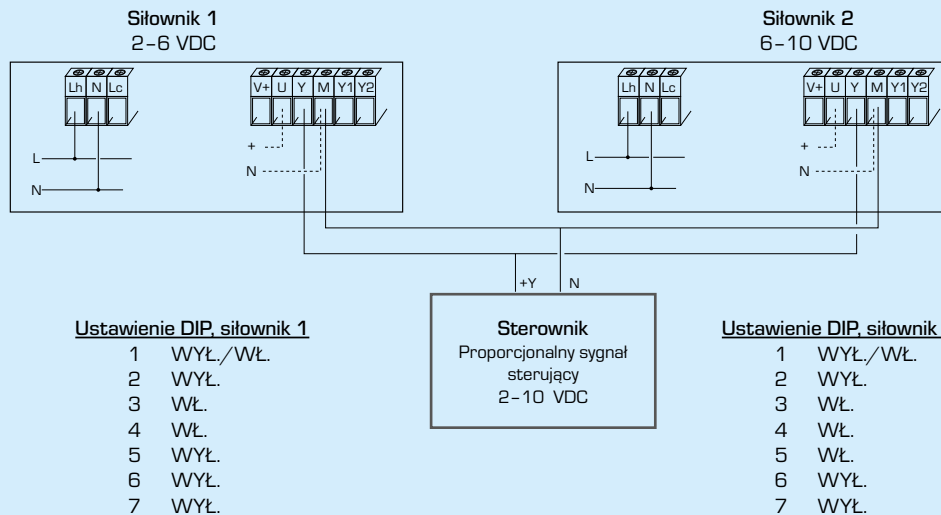 Siłownik 1
2–6 VDC
Lh N Lc
V+ U Y M Y1 Y2
+
N
L
N
Siłownik 2
6–10 VDC
Lh N Lc
V+ U Y M Y1 Y2
+
N
L
N
+Y N
Sterownik
Proporcjonalny sygnał
sterujący
2–10 VDC
Ustawienie DIP, siłownik 1
1 WYŁ./WŁ.
2 WYŁ.
3 WŁ.
4 WŁ.
5 WYŁ.
6 WYŁ.
7 WYŁ.
Ustawienie DIP, siłownik
1 WYŁ./WŁ.
2 WYŁ.
3 WŁ.
4 WŁ.
5 WŁ.
6 WYŁ.
7 WYŁ.